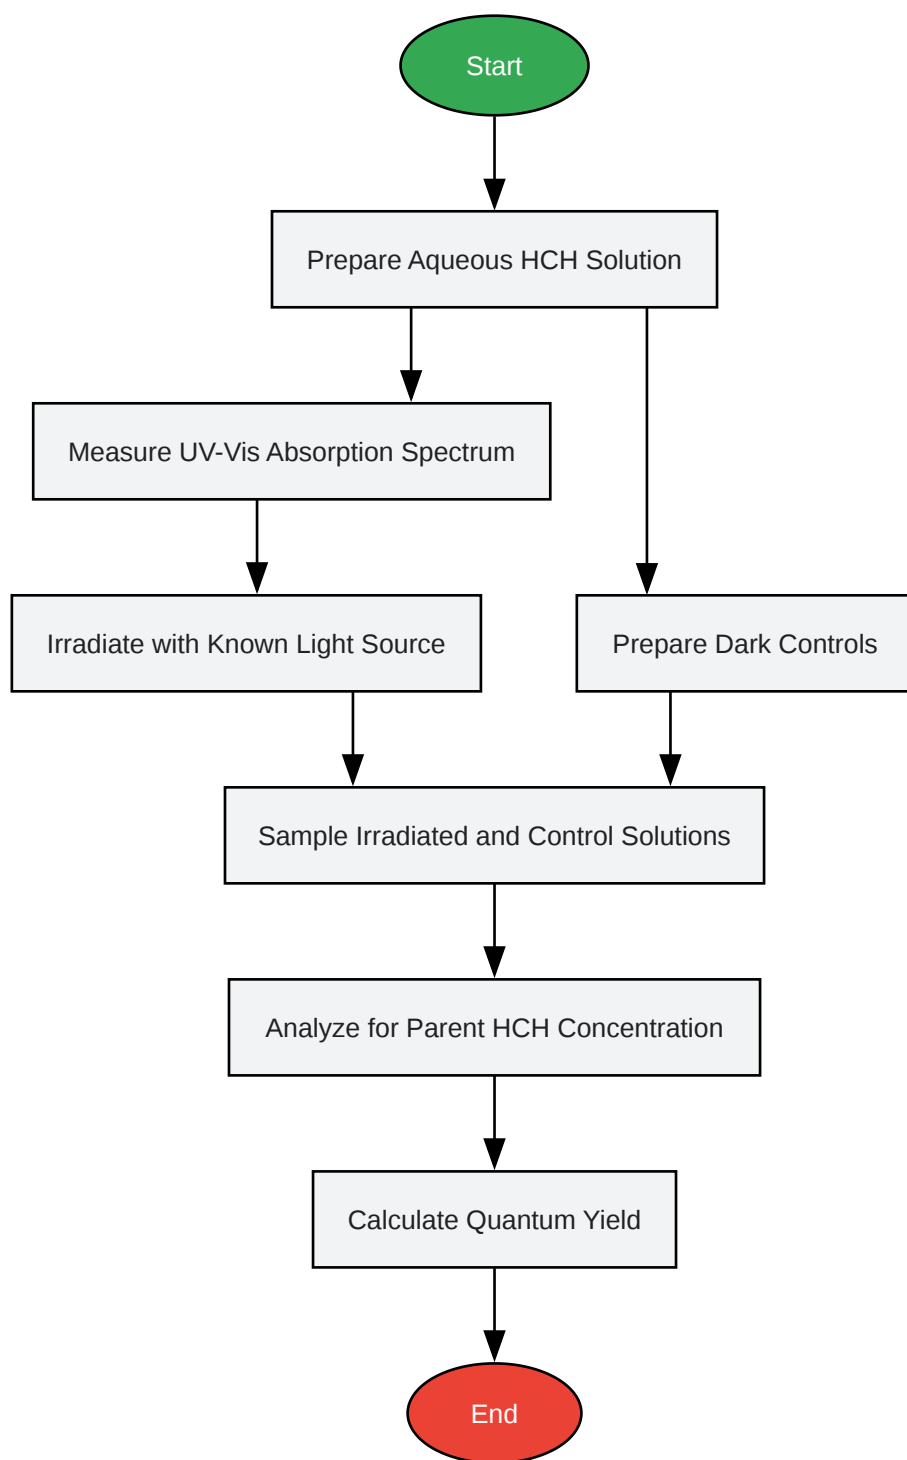 Start
Prepare Aqueous HCH Solution
Measure UV-Vis Absorption Spectrum
Irradiate with Known Light Source
Prepare Dark Controls
Sample Irradiated and Control Solutions
Analyze for Parent HCH Concentration
Calculate Quantum Yield
End